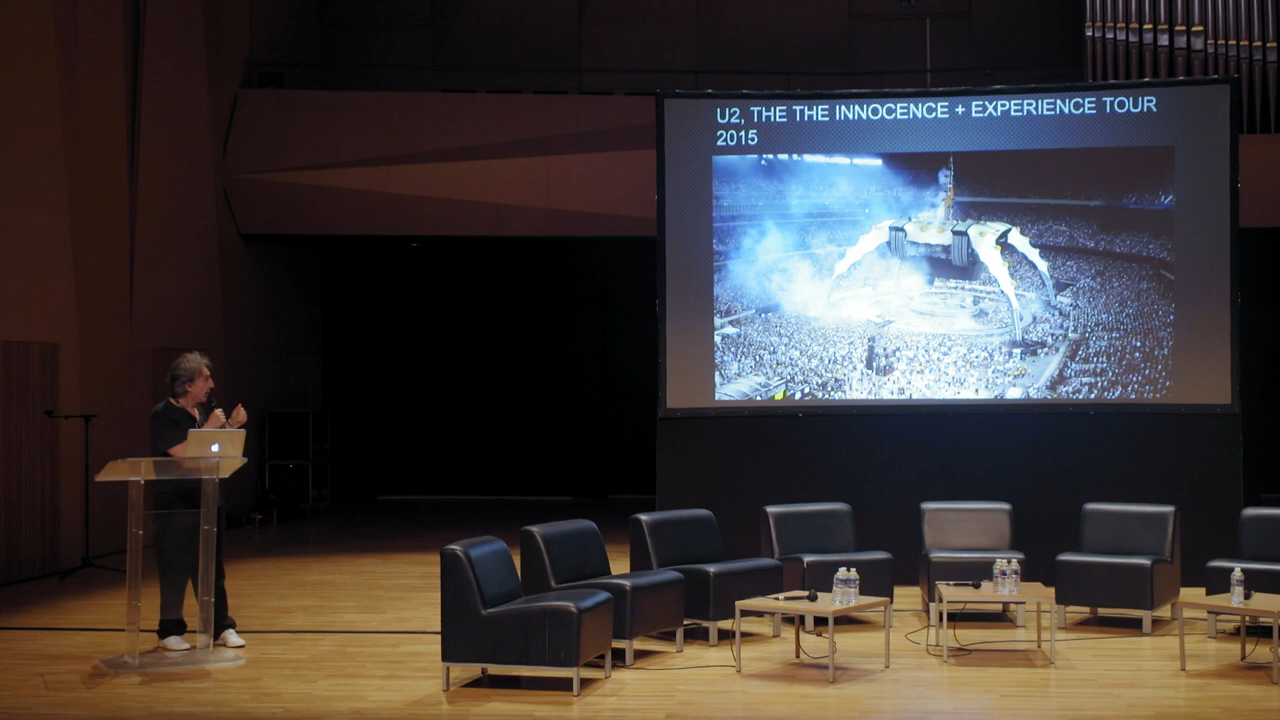 U2, THE THE INNOCENCE + EXPERIENCE TOUR
2015